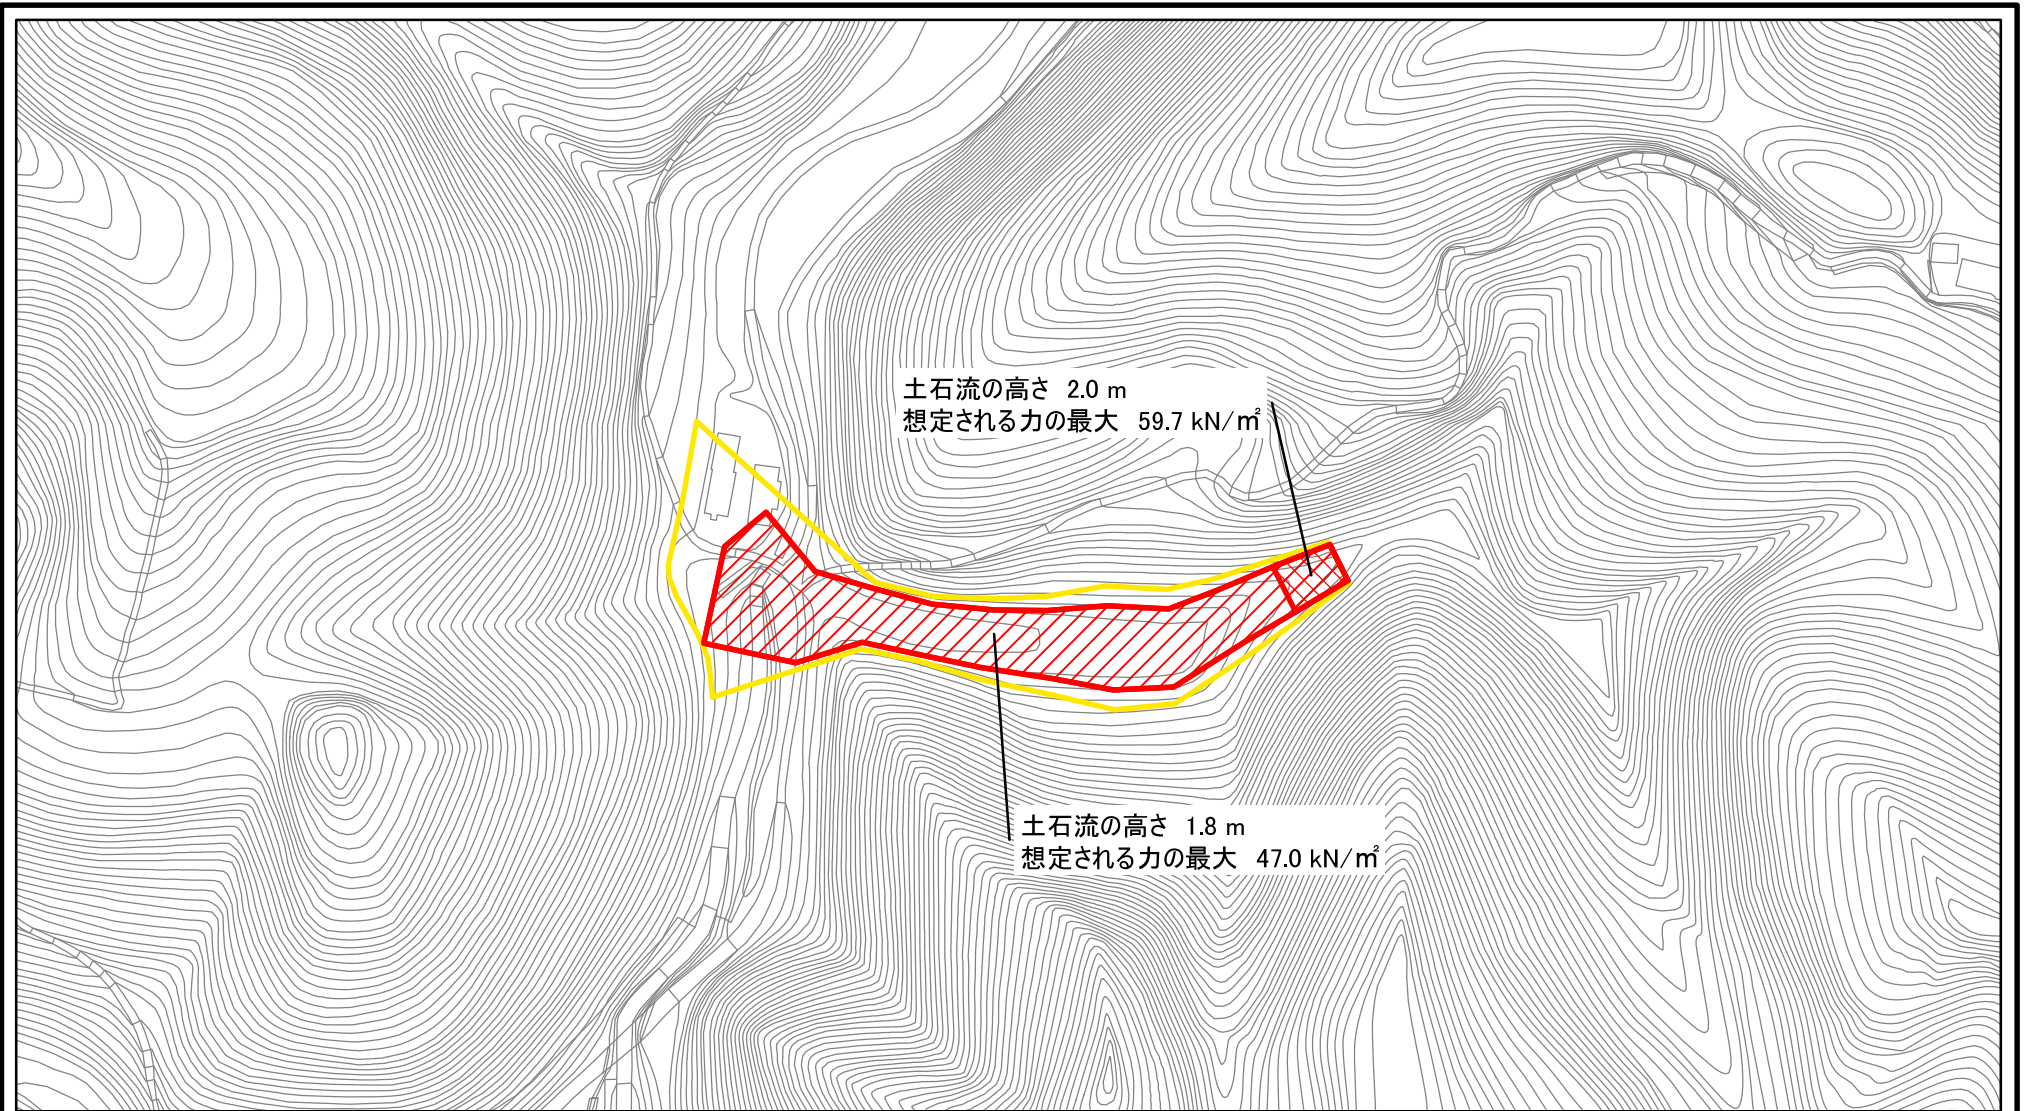 土石流の高さ 2.0 m
想定される力の最大 59.7 kN/㎡
土石流の高さ 1.8 m
想定される力の最大 47.0 kN/㎡